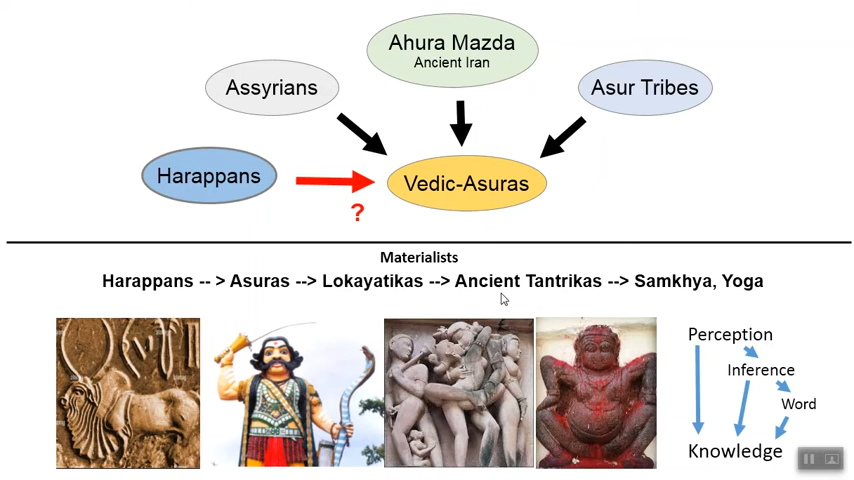 Ahura Mazda
Ancient Iran
Assyrians
Asur Tribes
Harappans
Vedic-Asuras
?
Materialists
Harappans -- > Asuras --> Lokayatikas --> Ancient Tantrikas --> Samkhya, Yoga
Perception
Inference
Word
Knowledge